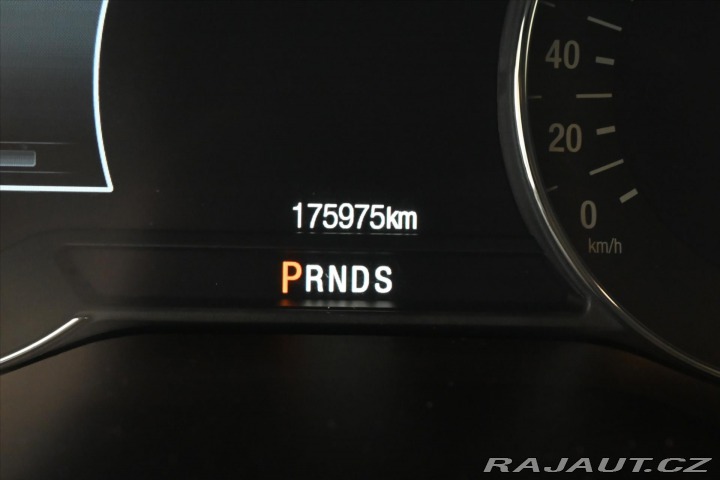 40
20
175975km
0
km/h
PRNDS
RAJAUT.CZ